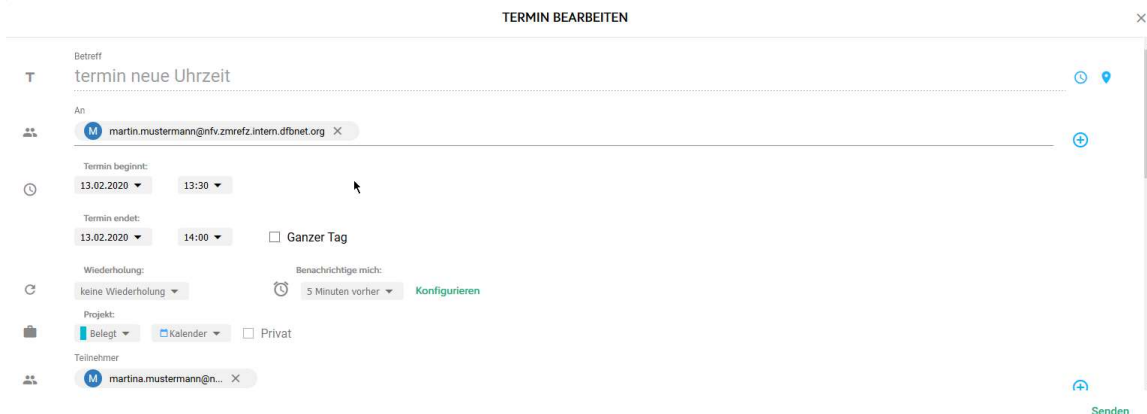 TERMIN BEARBEITEN
Betreff
termin neue Uhrzeit
An
M martin.mustermann@nfv.zmrefz.intern.dfbnet.org
Termin beginnt:
13.02.2020 13:30
Termin endet:
13.02.2020 14:00 Ganzer Tag
Wiederholung: Benachrichtige mich:
keine Wiederholung 5 Minuten vorher Konfigurieren
Projekt:
Belegt Kalender Privat
Teilnehmer
M martina.mustermann@n...
Senden